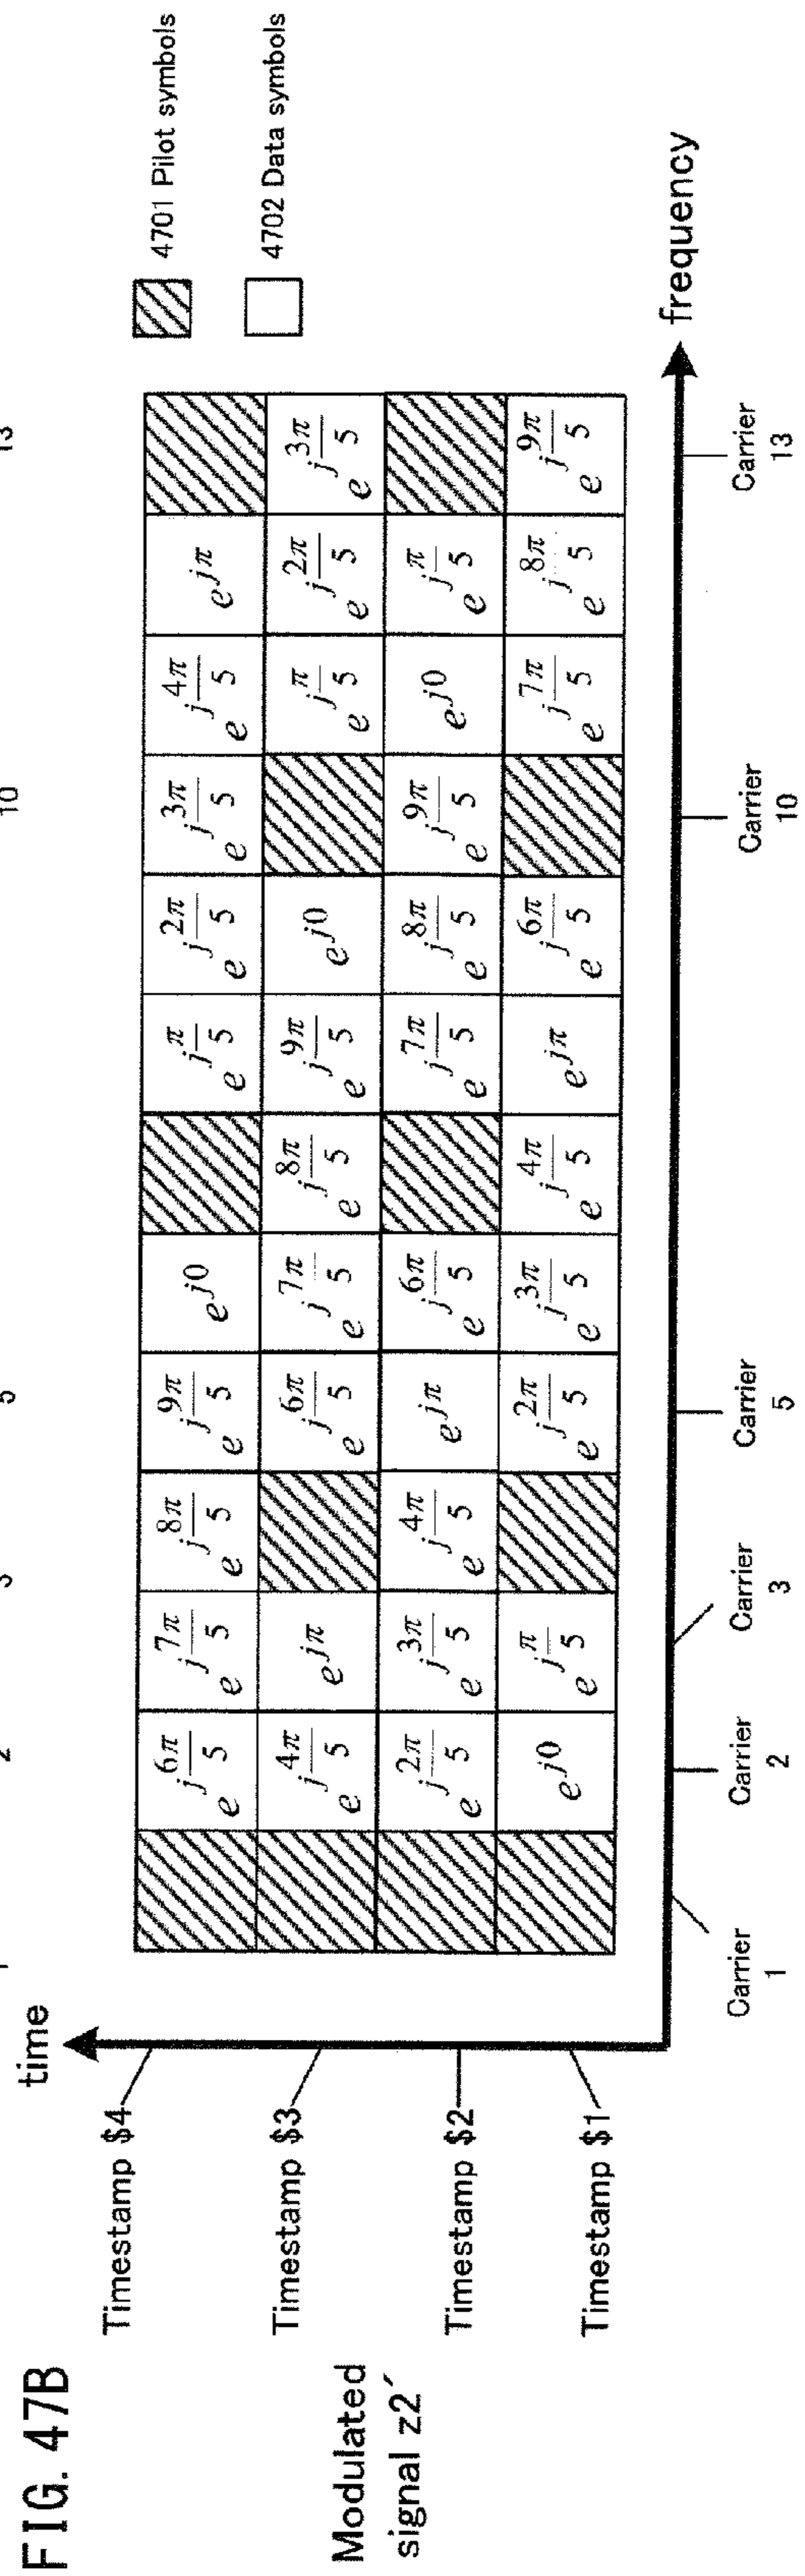 FIG. 47B
time
4701 Pilot symbols
4702 Data symbols
Modulated
signal z2′
Timestamp $4
e^{j6π/5} e^{j7π/5} e^{j8π/5} e^{j9π/5} e^{j0} e^{jπ/5} e^{j2π/5} e^{j3π/5} e^{j4π/5} e^{jπ}
Timestamp $3
e^{j4π/5} e^{jπ} e^{j6π/5} e^{j7π/5} e^{j8π/5} e^{j9π/5} e^{j0} e^{jπ/5} e^{j2π/5} e^{j3π/5}
Timestamp $2
e^{j2π/5} e^{j3π/5} e^{j4π/5} e^{jπ} e^{j6π/5} e^{j7π/5} e^{j8π/5} e^{j9π/5} e^{j0} e^{jπ/5}
Timestamp $1
e^{j0} e^{jπ/5} e^{j2π/5} e^{j3π/5} e^{j4π/5} e^{jπ} e^{j6π/5} e^{j7π/5} e^{j8π/5} e^{j9π/5}
frequency
Carrier
1
Carrier
2
Carrier
3
Carrier
5
Carrier
10
Carrier
13